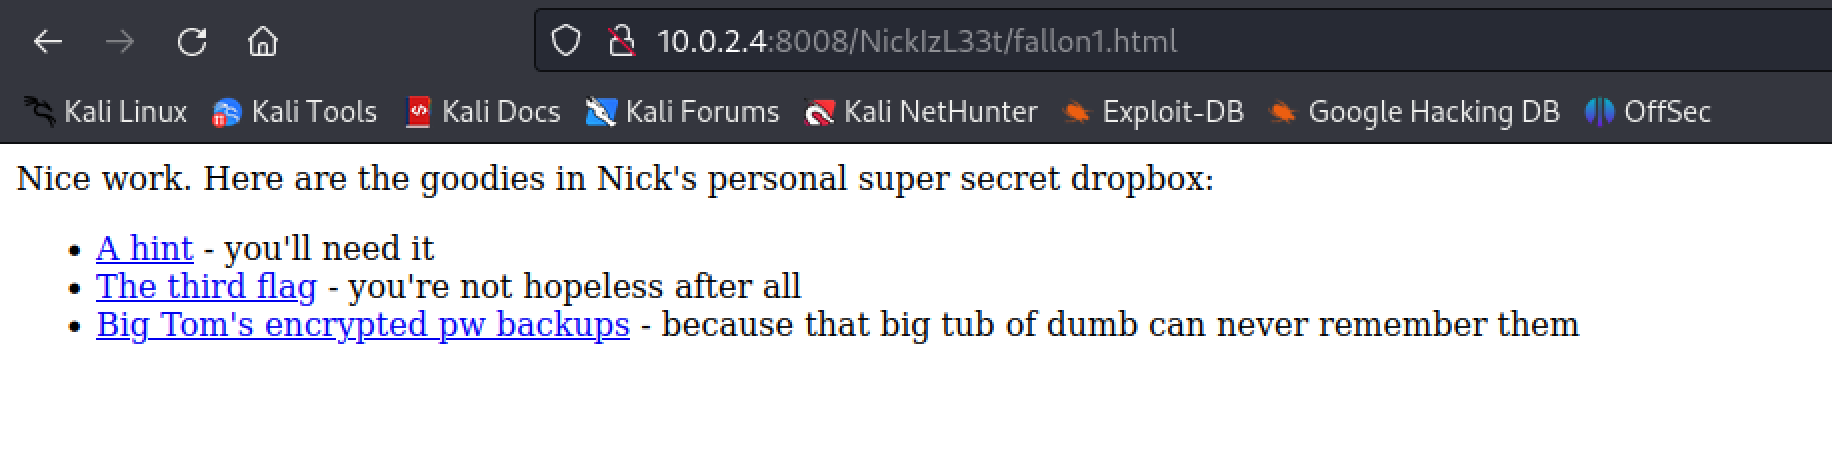 10.0.2.4:8008/NickIzL33t/fallon1.html
Kali Linux Kali Tools Kali Docs Kali Forums Kali NetHunter Exploit-DB Google Hacking DB OffSec
Nice work. Here are the goodies in Nick's personal super secret dropbox:
• A hint - you'll need it
• The third flag - you're not hopeless after all
• Big Tom's encrypted pw backups - because that big tub of dumb can never remember them